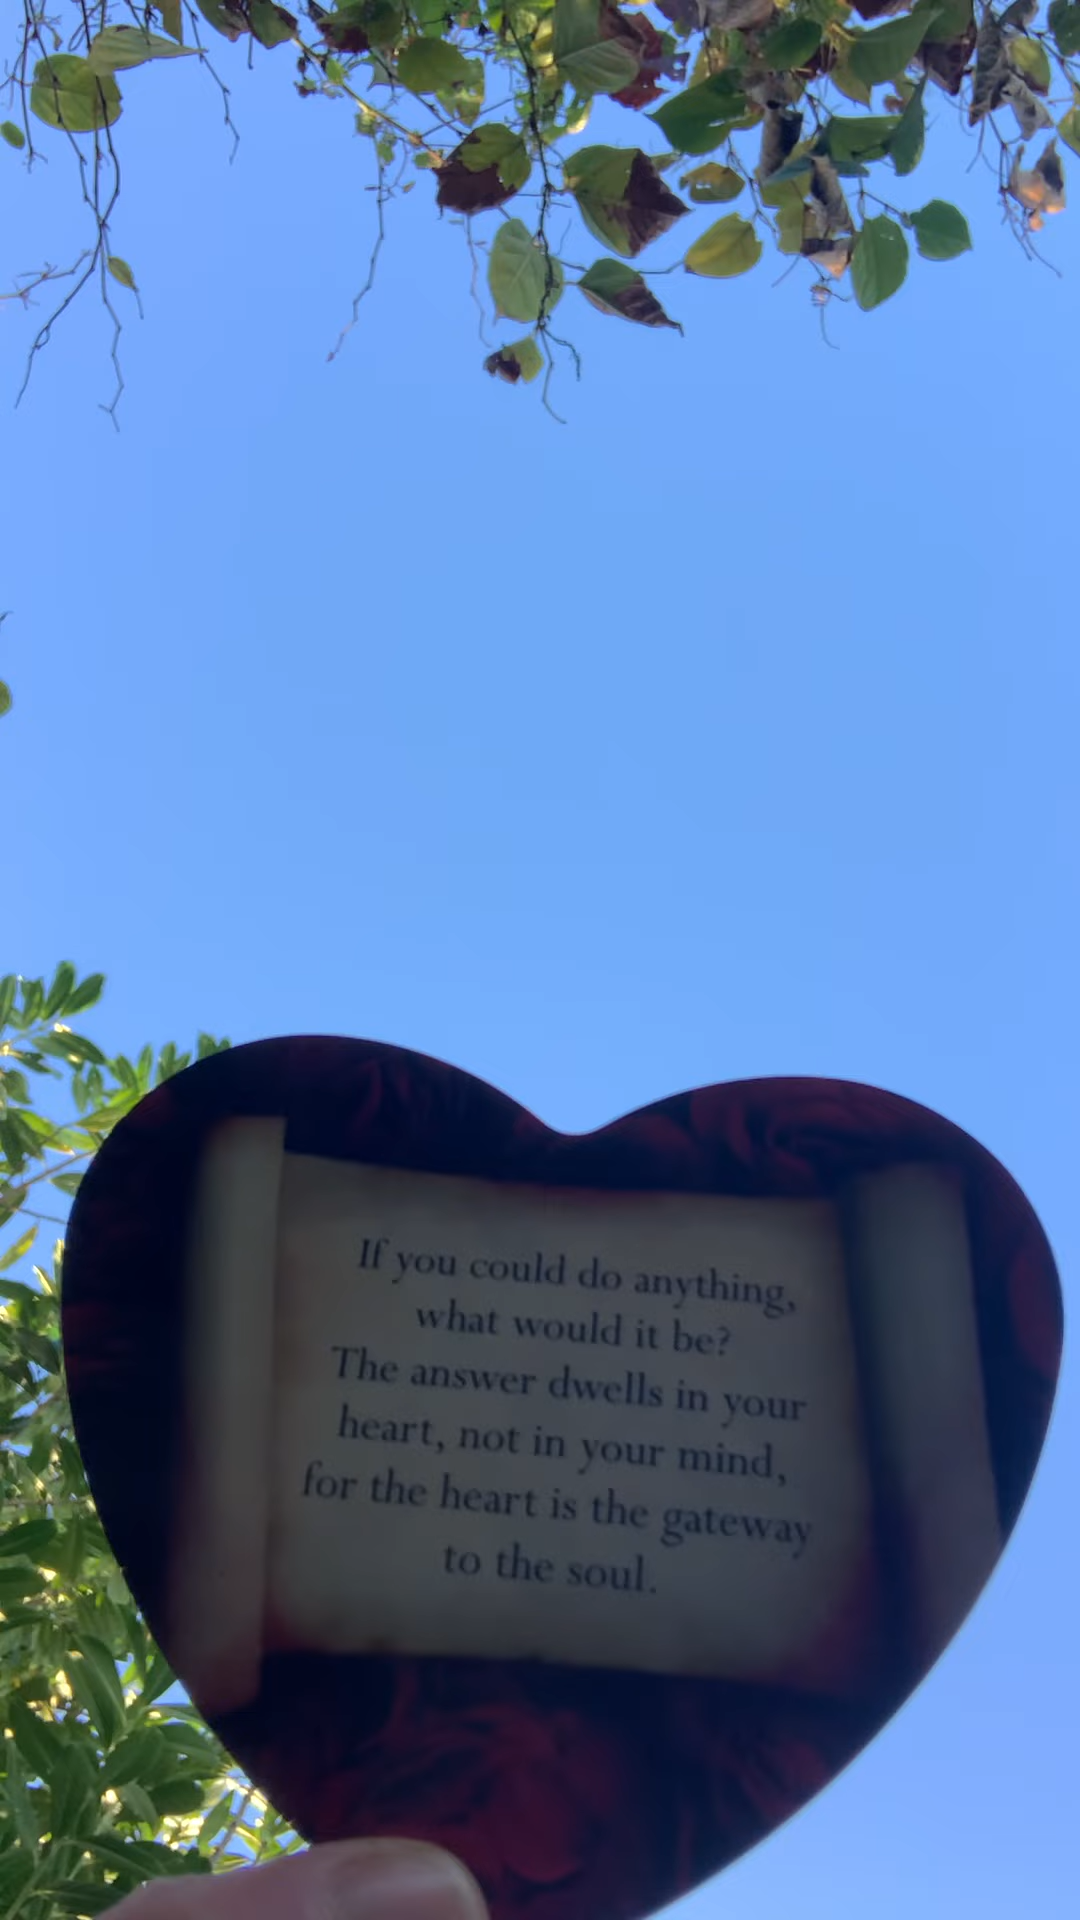 If you could do anything,
what would it be?
The answer dwells in your
heart, not in your mind,
for the heart is the gateway
to the soul.